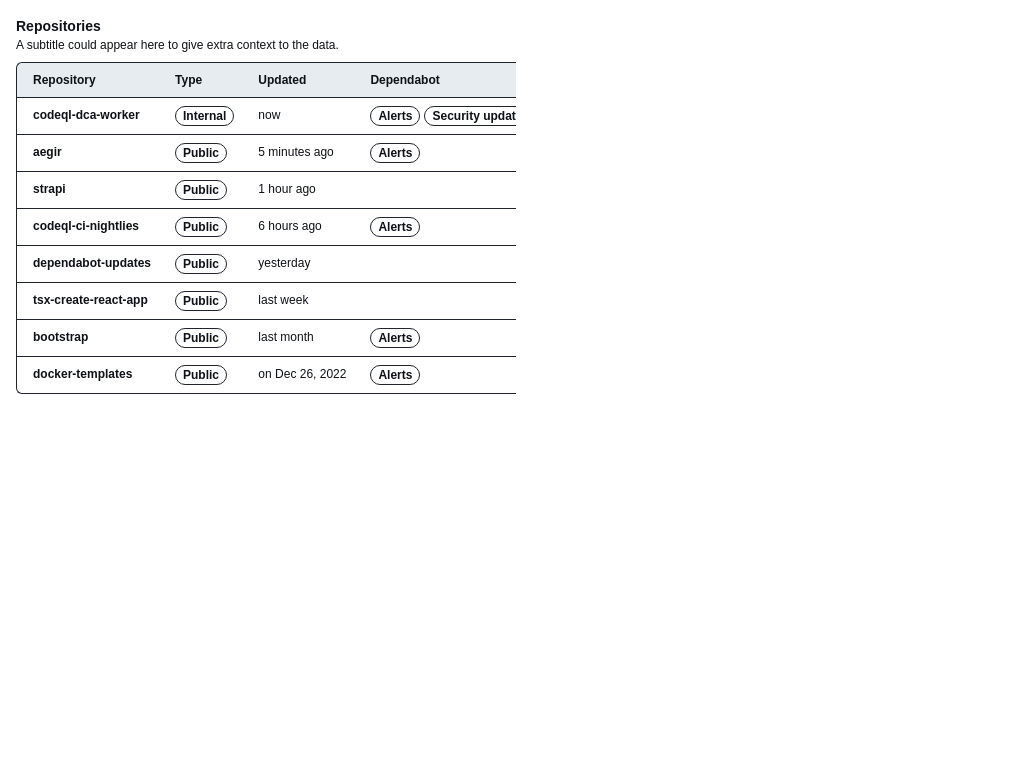 Repositories
A subtitle could appear here to give extra context to the data.
Repository Type Updated Dependabot
codeql-dca-worker Internal now Alerts Security updat
aegir Public 5 minutes ago Alerts
strapi Public 1 hour ago
codeql-ci-nightlies Public 6 hours ago Alerts
dependabot-updates Public yesterday
tsx-create-react-app Public last week
bootstrap Public last month Alerts
docker-templates Public on Dec 26, 2022 Alerts